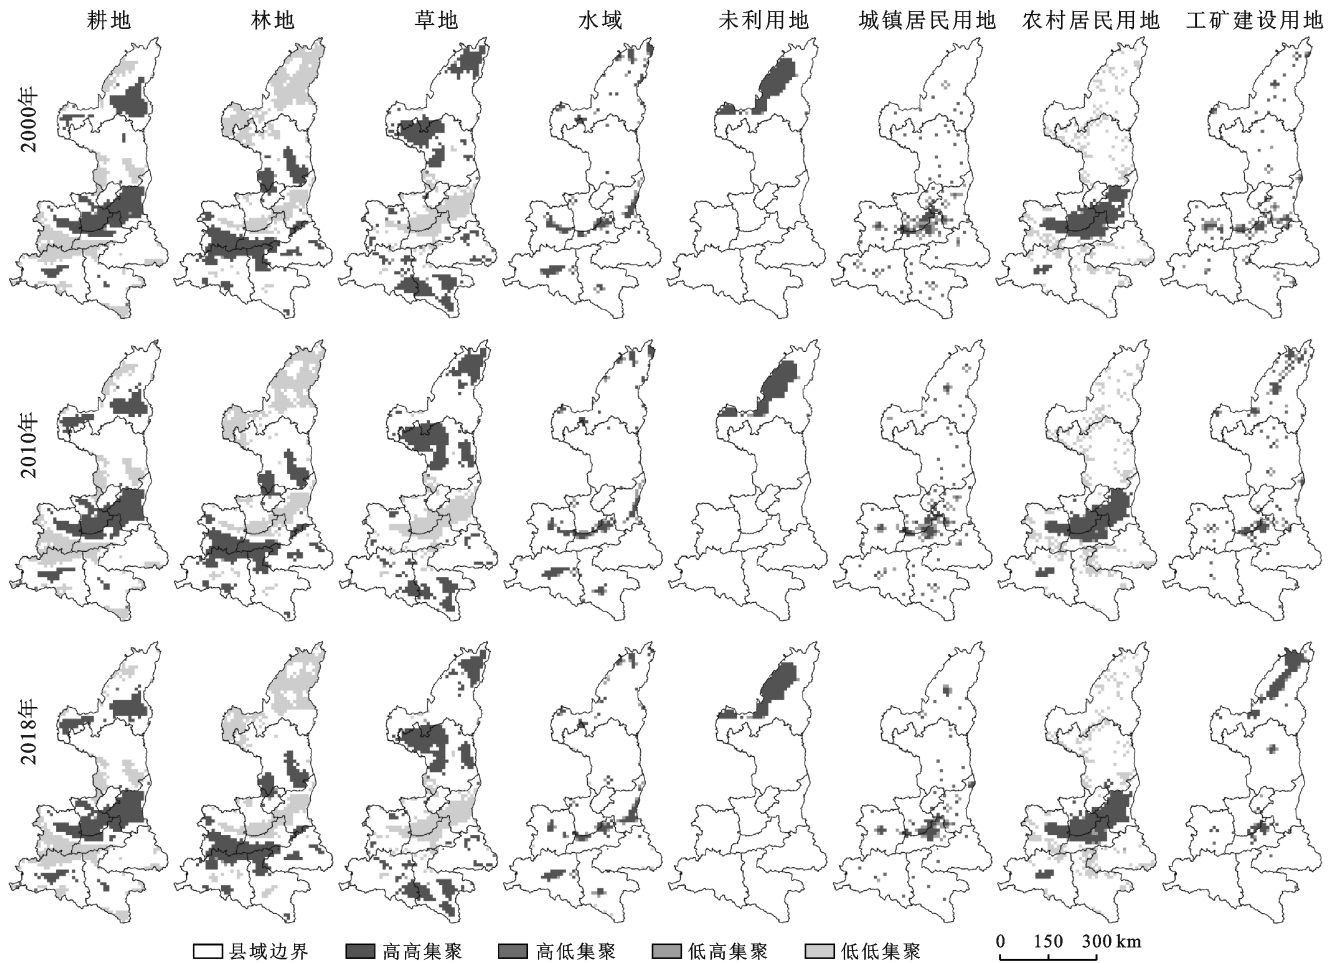 耕地 林地 草地 水域 未利用地 城镇居民用地 农村居民用地 工矿建设用地
2000年
2010年
2018年
县域边界 高高集聚 高低集聚 低高集聚 低低集聚 0 150 300 km